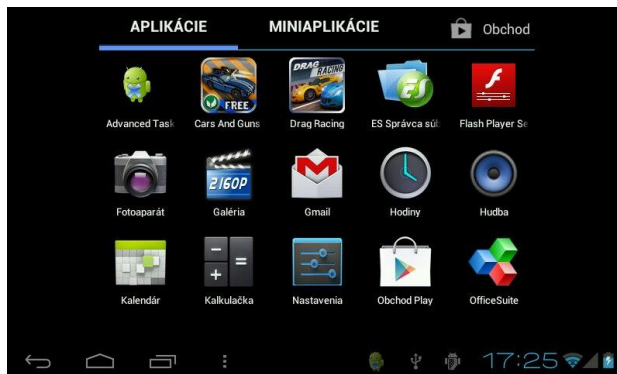 APLIKÁCIE MINIAPLIKÁCIE Obchod
DRAG RACING
FREE
Advanced Task Cars And Guns Drag Racing ES Správca súb Flash Player Se
2160P
Fotoaparát Galéria Gmail Hodiny Hudba
Kalendár Kalkulačka Nastavenia Obchod Play OfficeSuite
17:25